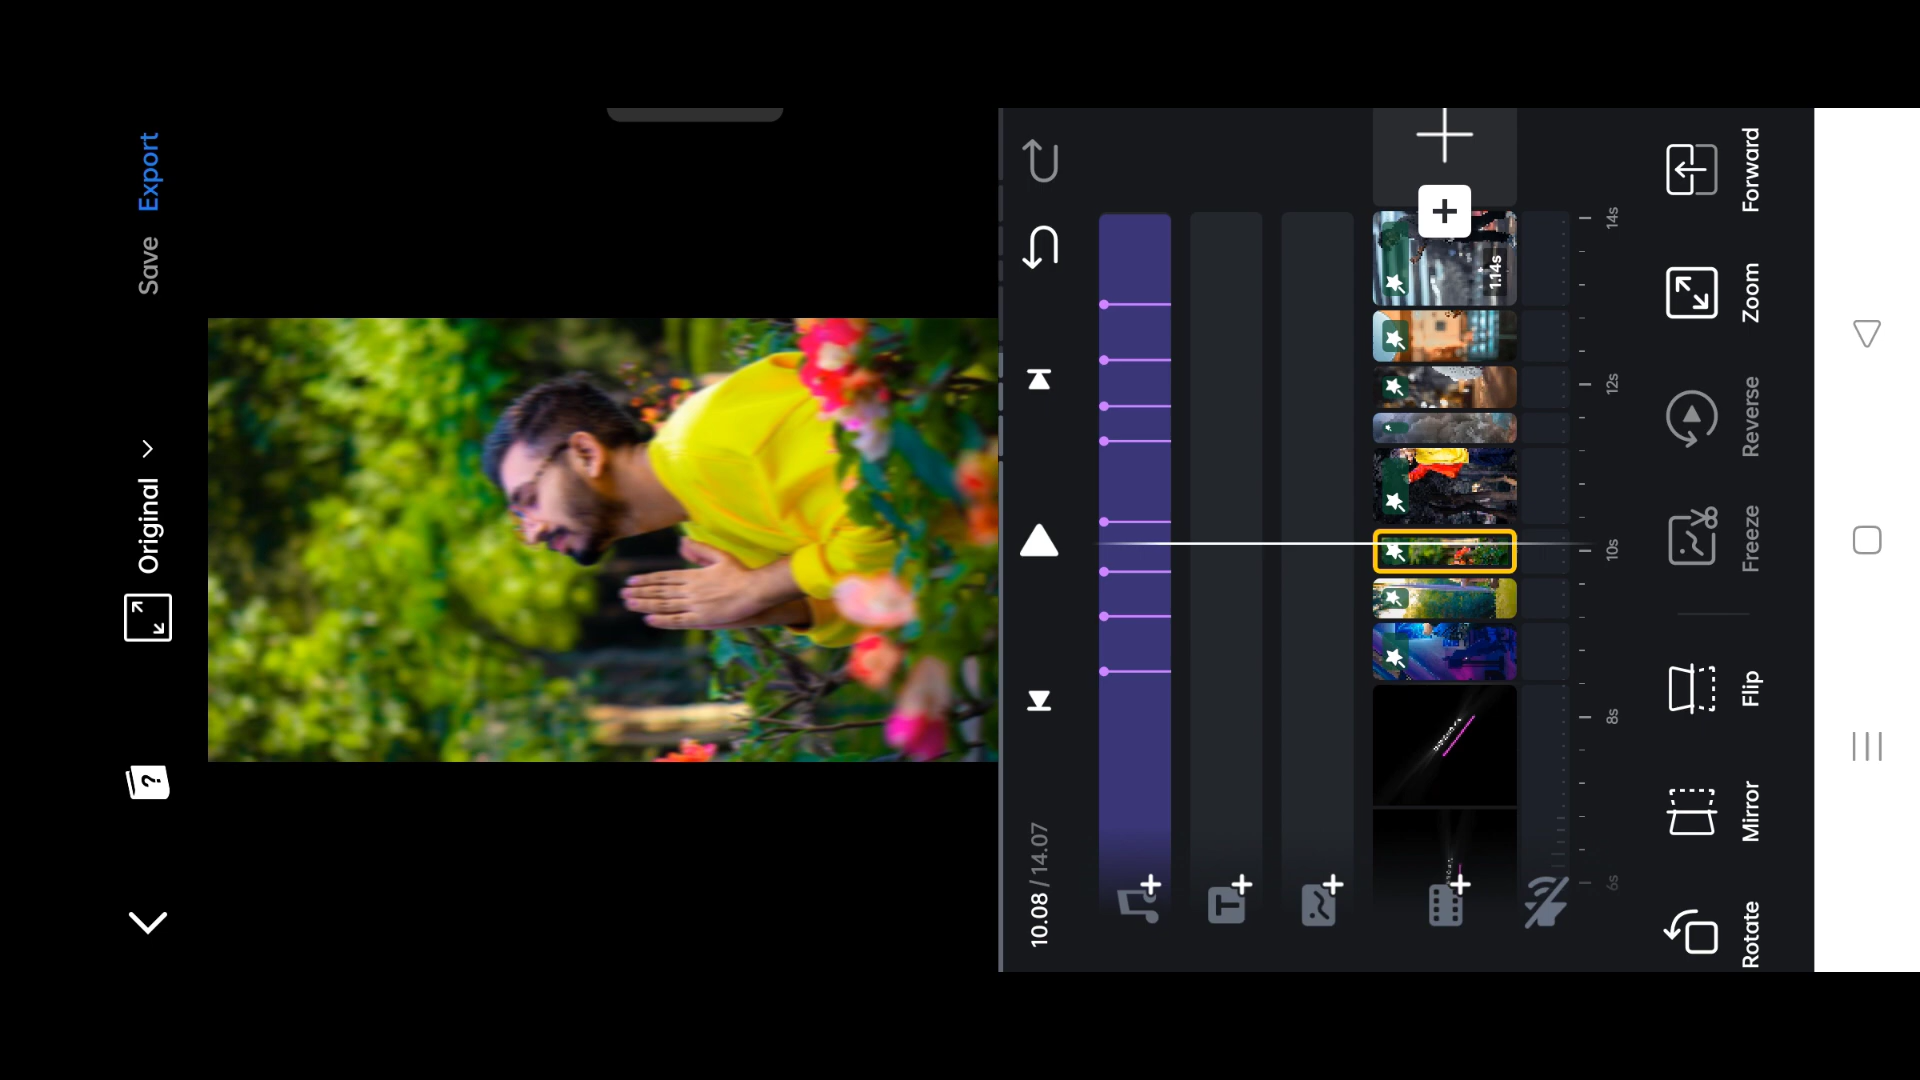 ? Original Save Export
10.08 / 14.07
T
1.14s
6s 8s 10s 12s 14s
Rotate Mirror Flip Freeze Reverse Zoom Forward